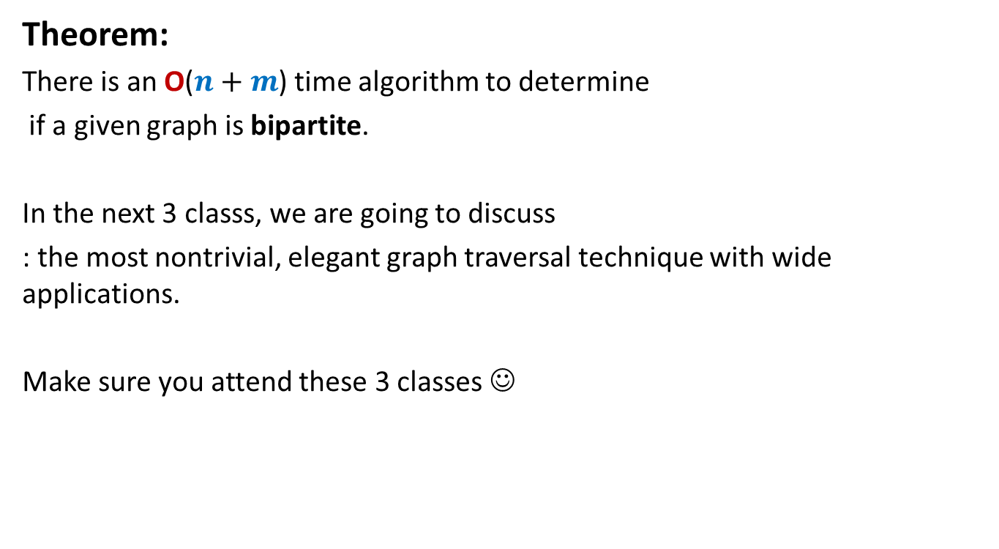 Theorem:
There is an O(n + m) time algorithm to determine
if a given graph is bipartite.
In the next 3 classs, we are going to discuss
: the most nontrivial, elegant graph traversal technique with wide
applications.
Make sure you attend these 3 classes ☺